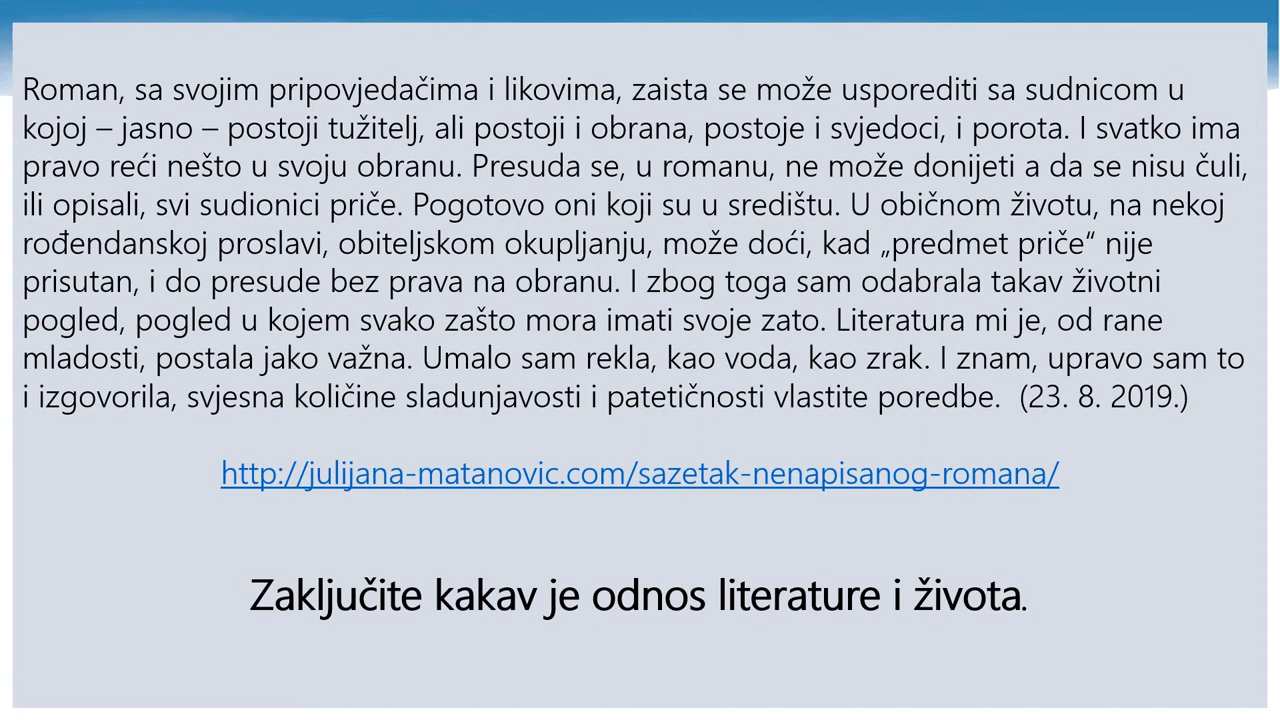 Roman, sa svojim pripovjedačima i likovima, zaista se može usporediti sa sudnicom u
kojoj – jasno – postoji tužitelj, ali postoji i obrana, postoje i svjedoci, i porota. I svatko ima
pravo reći nešto u svoju obranu. Presuda se, u romanu, ne može donijeti a da se nisu čuli,
ili opisali, svi sudionici priče. Pogotovo oni koji su u središtu. U običnom životu, na nekoj
rođendanskoj proslavi, obiteljskom okupljanju, može doći, kad „predmet priče“ nije
prisutan, i do presude bez prava na obranu. I zbog toga sam odabrala takav životni
pogled, pogled u kojem svako zašto mora imati svoje zato. Literatura mi je, od rane
mladosti, postala jako važna. Umalo sam rekla, kao voda, kao zrak. I znam, upravo sam to
i izgovorila, svjesna količine sladunjavosti i patetičnosti vlastite poredbe. (23. 8. 2019.)
http://julijana-matanovic.com/sazetak-nenapisanog-romana/
Zaključite kakav je odnos literature i života.